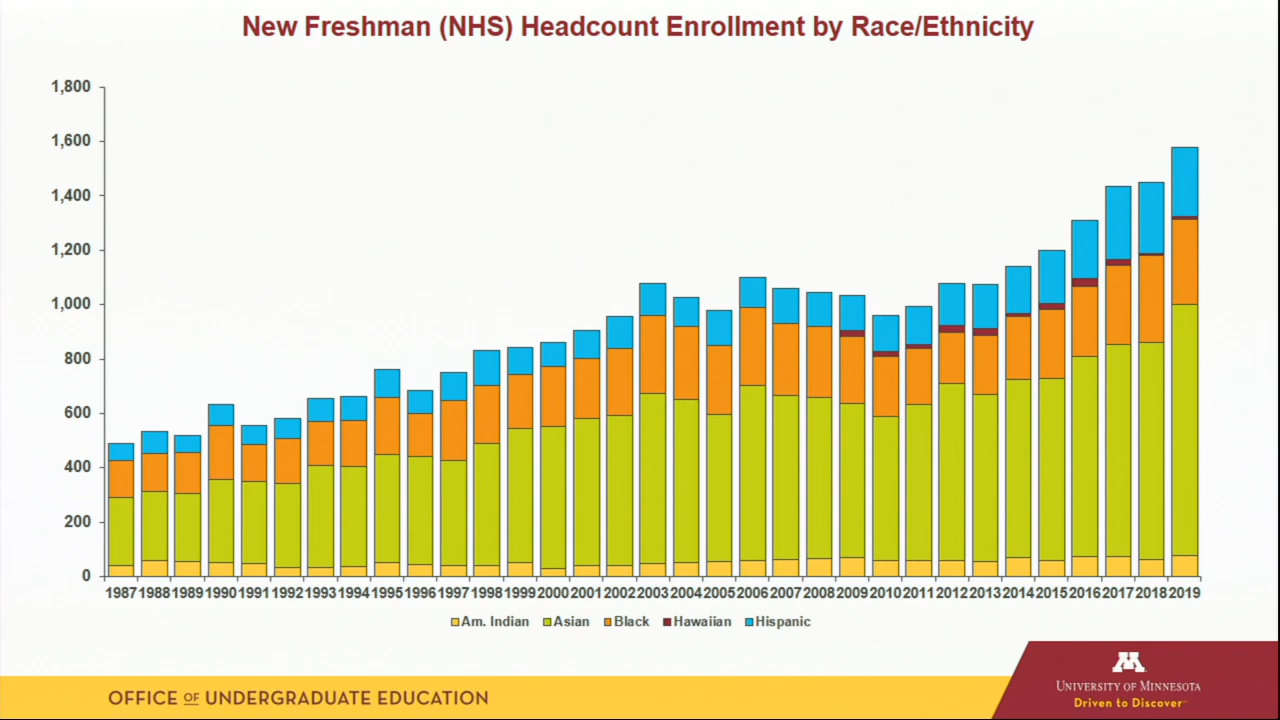 New Freshman (NHS) Headcount Enrollment by Race/Ethnicity
1,800
1,600
1,400
1,200
1,000
800
600
400
200
0
1987 1988 1989 1990 1991 1992 1993 1994 1995 1996 1997 1998 1999 2000 2001 2002 2003 2004 2005 2006 2007 2008 2009 2010 2011 2012 2013 2014 2015 2016 2017 2018 2019
Am. Indian Asian Black Hawaiian Hispanic
OFFICE OF UNDERGRADUATE EDUCATION
M
UNIVERSITY OF MINNESOTA
Driven to Discover℠